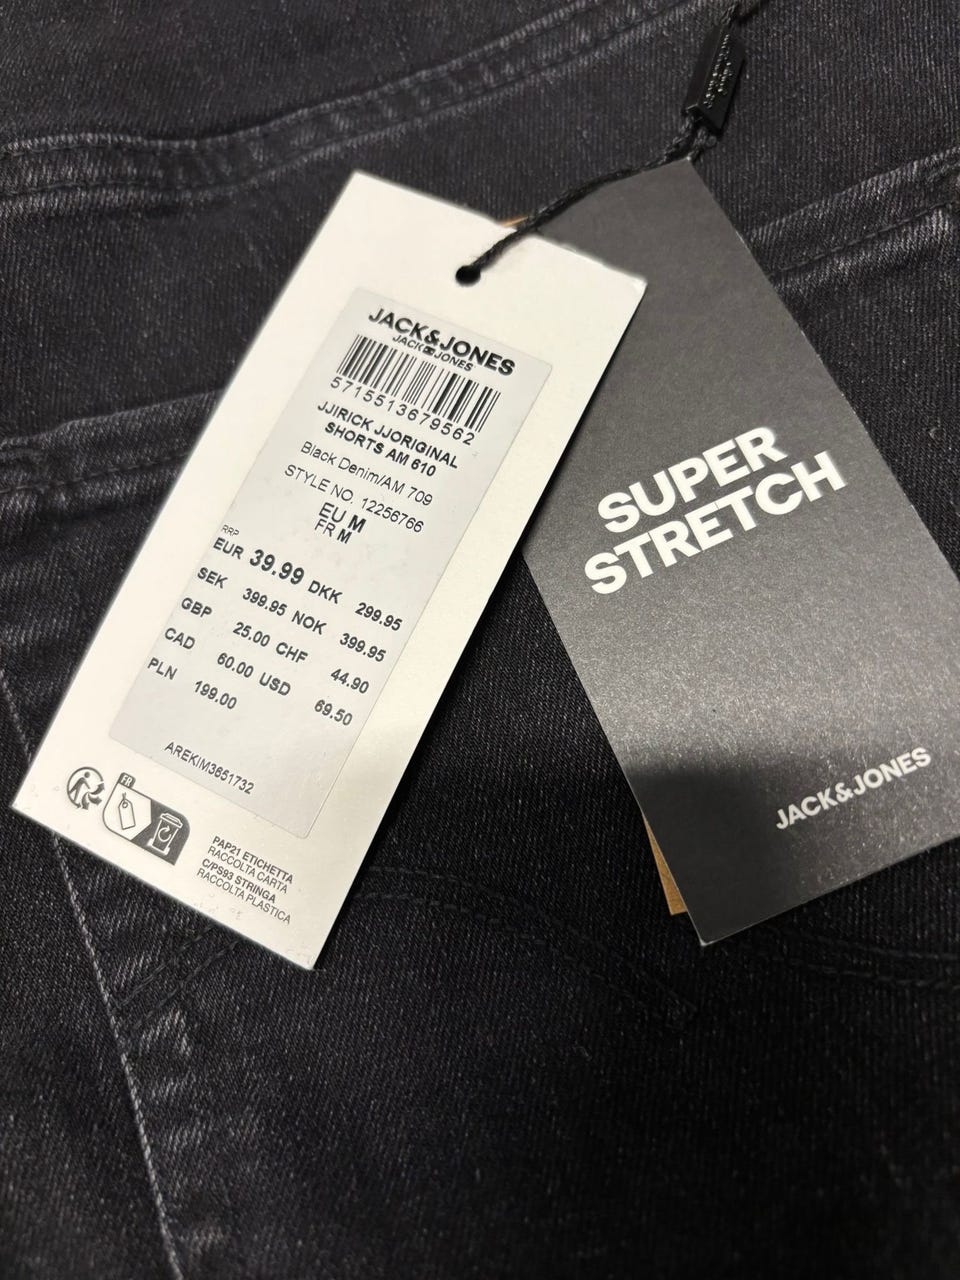 JACK&JONES
JACK JONES
5715513679562
JJIRICK JJORIGINAL
SHORTS AM 610
Black Denim/AM 709
STYLE NO. 12256766
EU M
FR M
RRP
EUR 39.99 DKK 299.95
SEK 399.95 NOK 399.95
GBP 25.00 CHF 44.90
CAD 60.00 USD 69.50
PLN 199.00
AREKIM3651732
FR
PAP21 ETICHETTA
RACCOLTA CARTA
C/PS93 STRINGA
RACCOLTA PLASTICA
SUPER
STRETCH
JACK&JONES